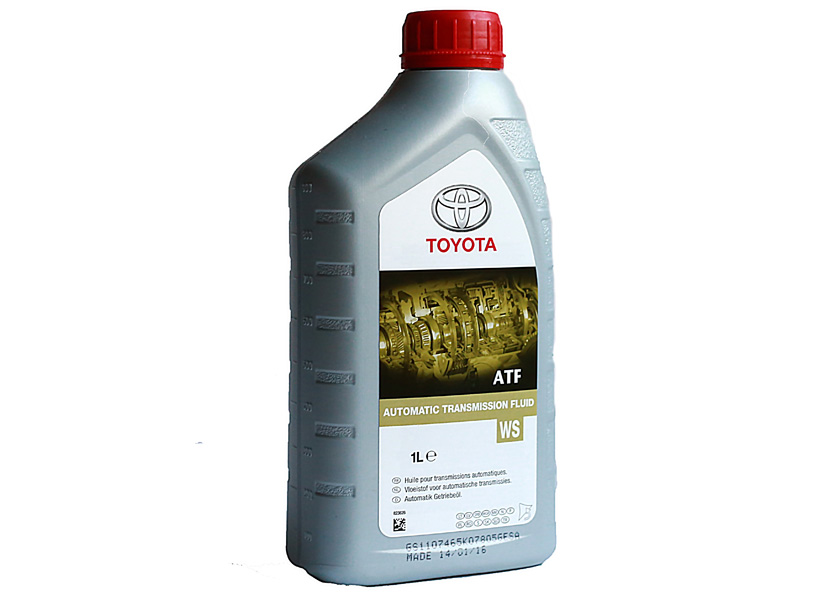 TOYOTA
ATF
AUTOMATIC TRANSMISSION FLUID
WS
1L ℮
Huile pour transmissions automatiques.
Vloeistof voor automatische transmissies.
Automatik Getriebeöl.
GS1107465K07805GFSA
MADE 14/01/16